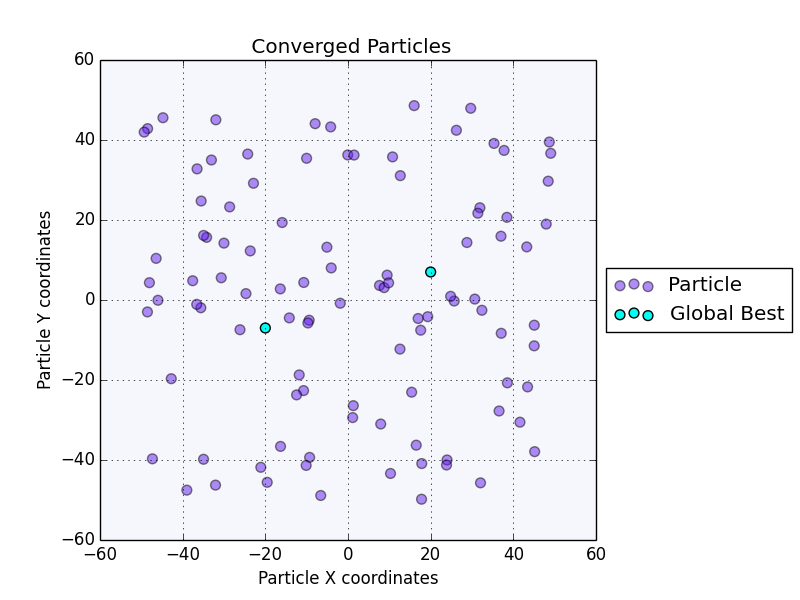 Converged Particles
60
40
20
0
−20
−40
−60
−60 −40 −20 0 20 40 60
Particle Y coordinates
Particle X coordinates
Particle
Global Best